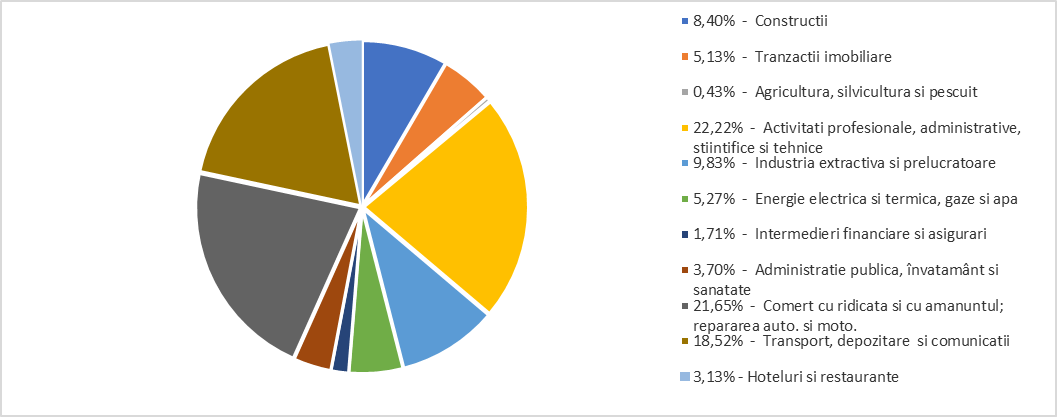 8,40% - Constructii
5,13% - Tranzactii imobiliare
0,43% - Agricultura, silvicultura si pescuit
22,22% - Activitati profesionale, administrative,
stiintifice si tehnice
9,83% - Industria extractiva si prelucratoare
5,27% - Energie electrica si termica, gaze si apa
1,71% - Intermedieri financiare si asigurari
3,70% - Administratie publica, învatamânt si
sanatate
21,65% - Comert cu ridicata si cu amanuntul;
repararea auto. si moto.
18,52% - Transport, depozitare si comunicatii
3,13% - Hoteluri si restaurante